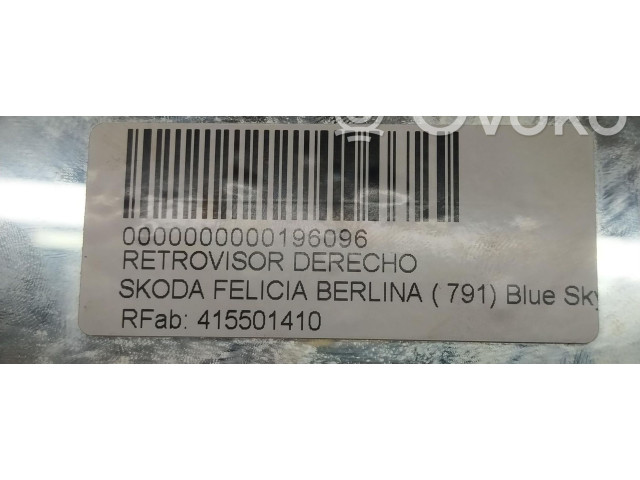 Ovoko
0000000000196096
RETROVISOR DERECHO
SKODA FELICIA BERLINA ( 791) Blue Sky
RFab: 415501410